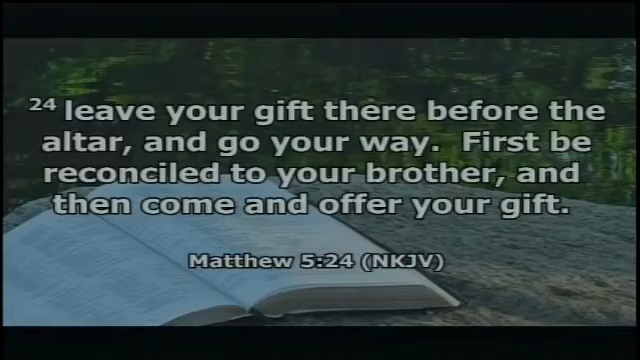 24 leave your gift there before the
altar, and go your way. First be
reconciled to your brother, and
then come and offer your gift.
Matthew 5:24 (NKJV)